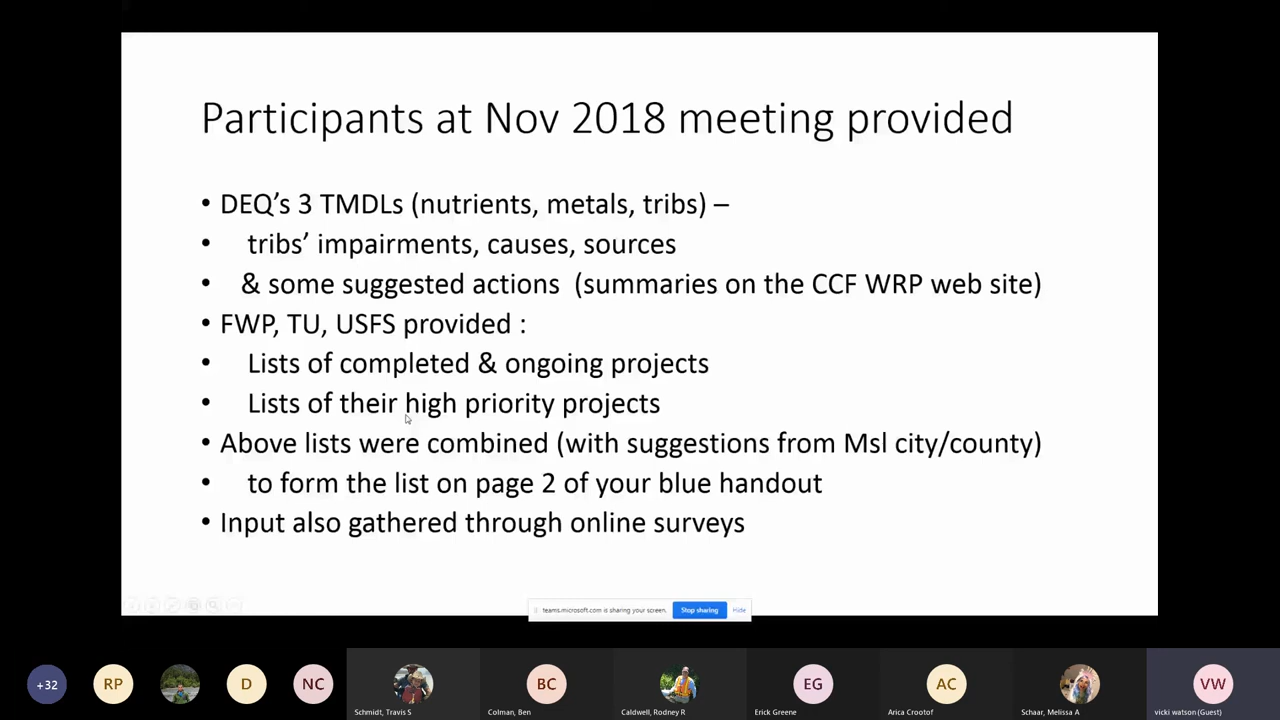 Participants at Nov 2018 meeting provided
• DEQ's 3 TMDLs (nutrients, metals, tribs) –
• tribs' impairments, causes, sources
• & some suggested actions (summaries on the CCF WRP web site)
• FWP, TU, USFS provided :
• Lists of completed & ongoing projects
• Lists of their high priority projects
• Above lists were combined (with suggestions from Msl city/county)
• to form the list on page 2 of your blue handout
• Input also gathered through online surveys
teams.microsoft.com is sharing your screen. Stop sharing Hide
+32 RP D NC BC EG AC VW
Schmidt, Travis S Colman, Ben Caldwell, Rodney R Erick Greene Arica Crootof Schaar, Melissa A vicki watson (Guest)